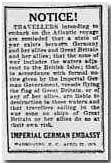 NOTICE!
TRAVELLERS intending to
embark on the Atlantic voyage
are reminded that a state of
war exists between Germany
and her allies and Great Britain
and her allies; that the zone of
war includes the waters adja-
cent to the British Isles; that,
in accordance with formal no-
tice given by the Imperial Ger-
man Government, vessels flying
the flag of Great Britain, or
of any of her allies, are liable to
destruction in those waters and
that travellers sailing in the
war zone on ships of Great
Britain or her allies do so at
their own risk.
IMPERIAL GERMAN EMBASSY
WASHINGTON, D. C., APRIL 22, 1915.